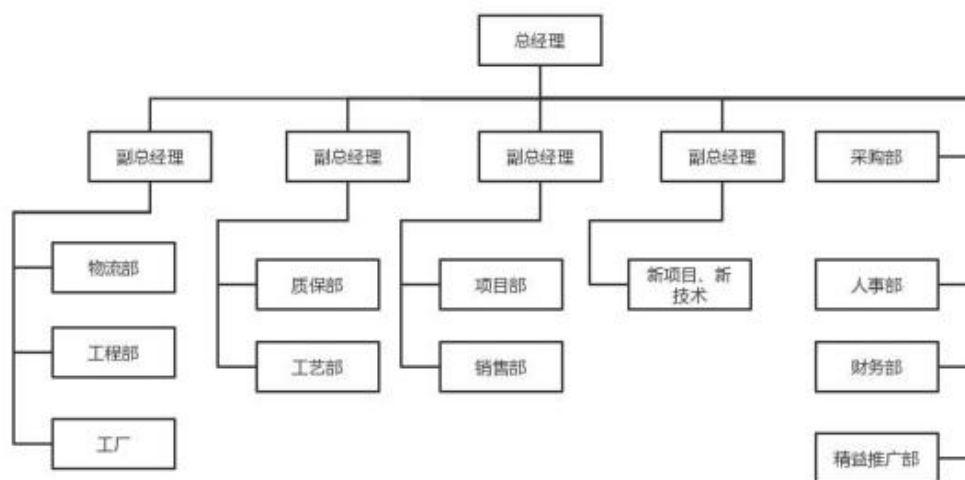 总经理
副总经理
副总经理
副总经理
副总经理
采购部
物流部
质保部
项目部
新项目、新
技术
人事部
工程部
工艺部
销售部
财务部
工厂
精益推广部